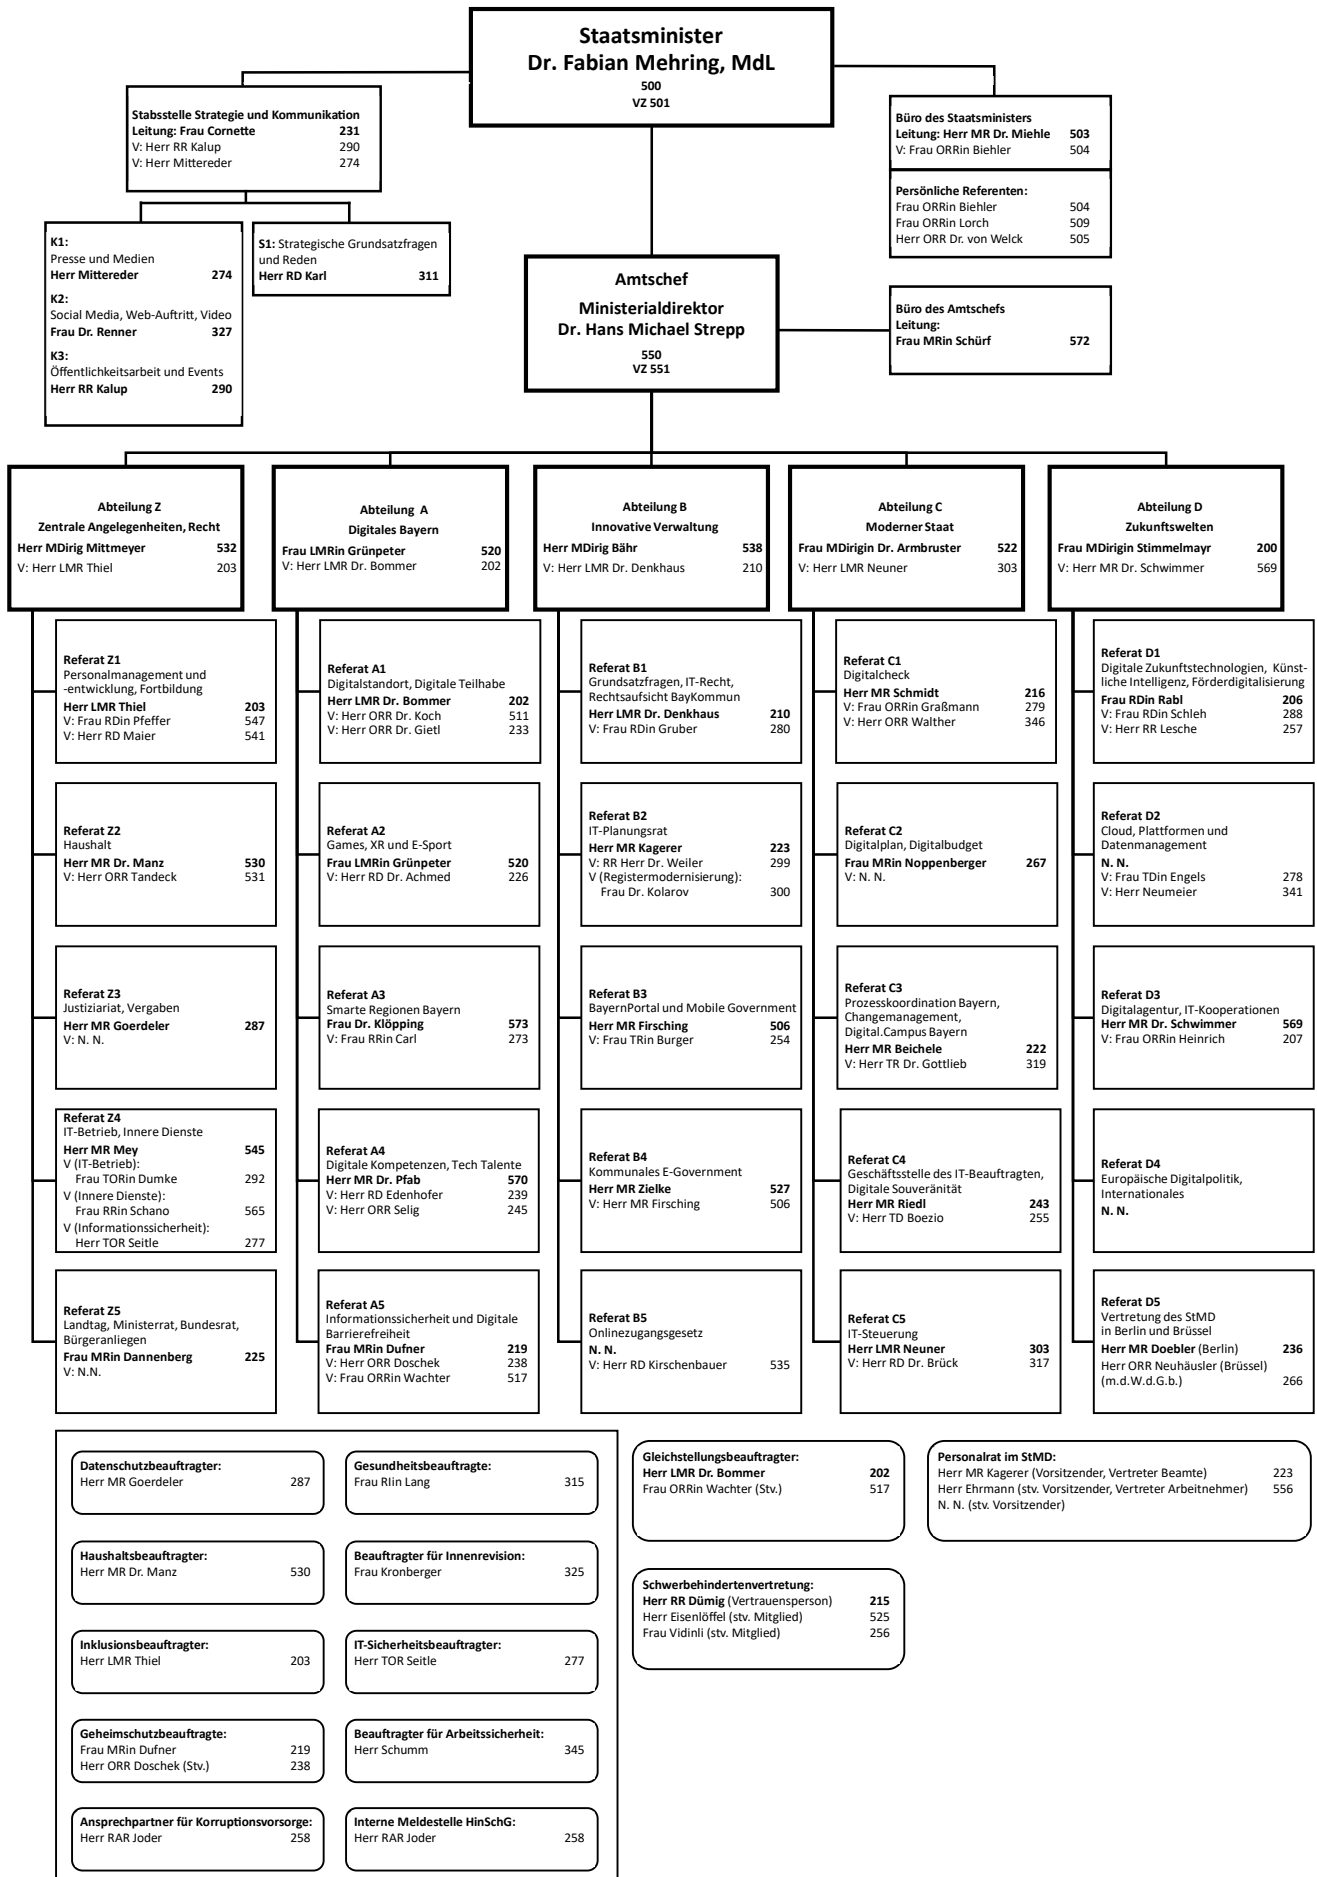 Staatsminister
Dr. Fabian Mehring, MdL
500
VZ 501
Stabsstelle Strategie und Kommunikation
Leitung: Frau Cornette 231
V: Herr RR Kalup 290
V: Herr Mittereder 274
Büro des Staatsministers
Leitung: Herr MR Dr. Miehle 503
V: Frau ORRin Biehler 504
Persönliche Referenten:
Frau ORRin Biehler 504
Frau ORRin Lorch 509
Herr ORR Dr. von Welck 505
K1:
Presse und Medien
Herr Mittereder 274
K2:
Social Media, Web-Auftritt, Video
Frau Dr. Renner 327
K3:
Öffentlichkeitsarbeit und Events
Herr RR Kalup 290
S1: Strategische Grundsatzfragen
und Reden
Herr RD Karl 311
Amtschef
Ministerialdirektor
Dr. Hans Michael Strepp
550
VZ 551
Büro des Amtschefs
Leitung:
Frau MRin Schürf 572
Abteilung Z
Zentrale Angelegenheiten, Recht
Herr MDirig Mittmeyer 532
V: Herr LMR Thiel 203
Abteilung A
Digitales Bayern
Frau LMRin Grünpeter 520
V: Herr LMR Dr. Bommer 202
Abteilung B
Innovative Verwaltung
Herr MDirig Bähr 538
V: Herr LMR Dr. Denkhaus 210
Abteilung C
Moderner Staat
Frau MDirigin Dr. Armbruster 522
V: Herr LMR Neuner 303
Abteilung D
Zukunftswelten
Frau MDirigin Stimmelmayr 200
V: Herr MR Dr. Schwimmer 569
Referat Z1
Personalmanagement und
-entwicklung, Fortbildung
Herr LMR Thiel 203
V: Frau RDin Pfeffer 547
V: Herr RD Maier 541
Referat A1
Digitalstandort, Digitale Teilhabe
Herr LMR Dr. Bommer 202
V: Herr ORR Dr. Koch 511
V: Herr ORR Dr. Gietl 233
Referat B1
Grundsatzfragen, IT-Recht,
Rechtsaufsicht BayKommun
Herr LMR Dr. Denkhaus 210
V: Frau RDin Gruber 280
Referat C1
Digitalcheck
Herr MR Schmidt 216
V: Frau ORRin Graßmann 279
V: Herr ORR Walther 346
Referat D1
Digitale Zukunftstechnologien, Künst-
liche Intelligenz, Förderdigitalisierung
Frau RDin Rabl 206
V: Frau RDin Schleh 288
V: Herr RR Lesche 257
Referat Z2
Haushalt
Herr MR Dr. Manz 530
V: Herr ORR Tandeck 531
Referat A2
Games, XR und E-Sport
Frau LMRin Grünpeter 520
V: Herr RD Dr. Achmed 226
Referat B2
IT-Planungsrat
Herr MR Kagerer 223
V: RR Herr Dr. Weiler 299
V (Registermodernisierung):
Frau Dr. Kolarov 300
Referat C2
Digitalplan, Digitalbudget
Frau MRin Noppenberger 267
V: N. N.
Referat D2
Cloud, Plattformen und
Datenmanagement
N. N.
V: Frau TDin Engels 278
V: Herr Neumeier 341
Referat Z3
Justiziariat, Vergaben
Herr MR Goerdeler 287
V: N. N.
Referat A3
Smarte Regionen Bayern
Frau Dr. Klöpping 573
V: Frau RRin Carl 273
Referat B3
BayernPortal und Mobile Government
Herr MR Firsching 506
V: Frau TRin Burger 254
Referat C3
Prozesskoordination Bayern,
Changemanagement,
Digital.Campus Bayern
Herr MR Beichele 222
V: Herr TR Dr. Gottlieb 319
Referat D3
Digitalagentur, IT-Kooperationen
Herr MR Dr. Schwimmer 569
V: Frau ORRin Heinrich 207
Referat Z4
IT-Betrieb, Innere Dienste
Herr MR Mey 545
V (IT-Betrieb):
Frau TORin Dumke 292
V (Innere Dienste):
Frau RRin Schano 565
V (Informationssicherheit):
Herr TOR Seitle 277
Referat A4
Digitale Kompetenzen, Tech Talente
Herr MR Dr. Pfab 570
V: Herr RD Edenhofer 239
V: Herr ORR Selig 245
Referat B4
Kommunales E-Government
Herr MR Zielke 527
V: Herr MR Firsching 506
Referat C4
Geschäftsstelle des IT-Beauftragten,
Digitale Souveränität
Herr MR Riedl 243
V: Herr TD Boezio 255
Referat D4
Europäische Digitalpolitik,
Internationales
N. N.
Referat Z5
Landtag, Ministerrat, Bundesrat,
Bürgeranliegen
Frau MRin Dannenberg 225
V: N.N.
Referat A5
Informationssicherheit und Digitale
Barrierefreiheit
Frau MRin Dufner 219
V: Herr ORR Doschek 238
V: Frau ORRin Wachter 517
Referat B5
Onlinezugangsgesetz
N. N.
V: Herr RD Kirschenbauer 535
Referat C5
IT-Steuerung
Herr LMR Neuner 303
V: Herr RD Dr. Brück 317
Referat D5
Vertretung des StMD
in Berlin und Brüssel
Herr MR Doebler (Berlin) 236
Herr ORR Neuhäusler (Brüssel)
(m.d.W.d.G.b.) 266
Datenschutzbeauftragter:
Herr MR Goerdeler 287
Gesundheitsbeauftragte:
Frau RIin Lang 315
Gleichstellungsbeauftragter:
Herr LMR Dr. Bommer 202
Frau ORRin Wachter (Stv.) 517
Personalrat im StMD:
Herr MR Kagerer (Vorsitzender, Vertreter Beamte) 223
Herr Ehrmann (stv. Vorsitzender, Vertreter Arbeitnehmer) 556
N. N. (stv. Vorsitzender)
Haushaltsbeauftragter:
Herr MR Dr. Manz 530
Beauftragter für Innenrevision:
Frau Kronberger 325
Schwerbehindertenvertretung:
Herr RR Dümig (Vertrauensperson) 215
Herr Eisenlöffel (stv. Mitglied) 525
Frau Vidinli (stv. Mitglied) 256
Inklusionsbeauftragter:
Herr LMR Thiel 203
IT-Sicherheitsbeauftragter:
Herr TOR Seitle 277
Geheimschutzbeauftragte:
Frau MRin Dufner 219
Herr ORR Doschek (Stv.) 238
Beauftragter für Arbeitssicherheit:
Herr Schumm 345
Ansprechpartner für Korruptionsvorsorge:
Herr RAR Joder 258
Interne Meldestelle HinSchG:
Herr RAR Joder 258